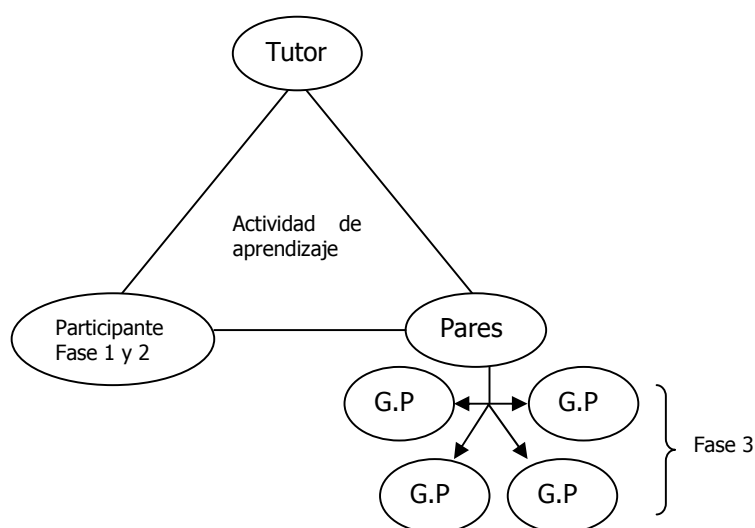 Tutor
Actividad de
aprendizaje
Participante
Fase 1 y 2
Pares
G.P
G.P
Fase 3
G.P
G.P